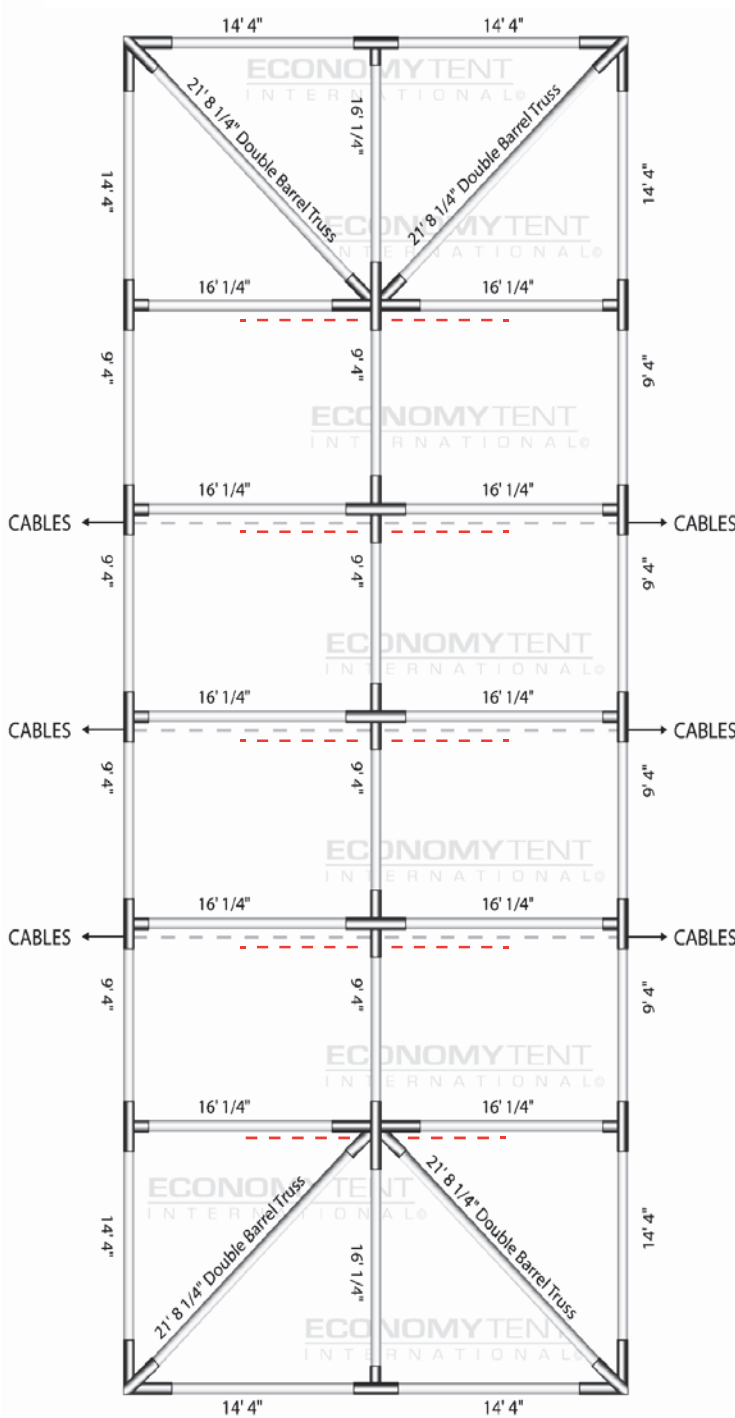 14' 4"
14' 4"
ECONOMYTENT
INTERNATIONAL©
21' 8 1/4" Double Barrel Truss
16' 1/4"
21' 8 1/4" Double Barrel Truss
14' 4"
14' 4"
ECONOMYTENT
INTERNATIONAL©
16' 1/4"
16' 1/4"
9' 4"
9' 4"
9' 4"
ECONOMYTENT
INTERNATIONAL©
16' 1/4"
16' 1/4"
CABLES
CABLES
9' 4"
9' 4"
9' 4"
ECONOMYTENT
INTERNATIONAL©
16' 1/4"
16' 1/4"
CABLES
CABLES
9' 4"
9' 4"
9' 4"
ECONOMYTENT
INTERNATIONAL©
16' 1/4"
16' 1/4"
CABLES
CABLES
9' 4"
9' 4"
9' 4"
ECONOMYTENT
INTERNATIONAL©
16' 1/4"
16' 1/4"
ECONOMYTENT
INTERNATIONAL©
21' 8 1/4" Double Barrel Truss
21' 8 1/4" Double Barrel Truss
14' 4"
16' 1/4"
14' 4"
ECONOMYTENT
INTERNATIONAL©
14' 4"
14' 4"